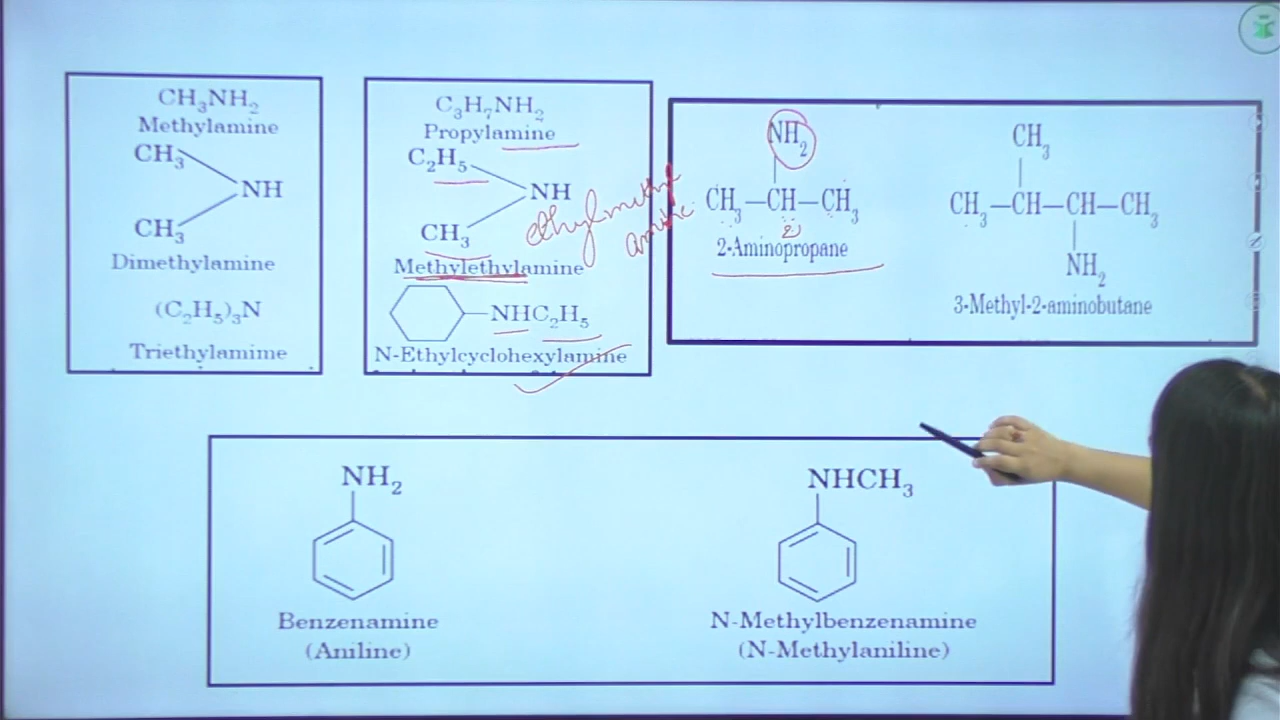 CH₃NH₂
Methylamine
CH₃
NH
CH₃
Dimethylamine
(C₂H₅)₃N
Triethylamime
C₃H₇NH₂
Propylamine
C₂H₅
NH
CH₃
ethylmethyl
amine
Methylethylamine
NHC₂H₅
N-Ethylcyclohexylamine
NH₂
CH₃—CH—CH₃
2
2-Aminopropane
CH₃
CH₃—CH—CH—CH₃
NH₂
3-Methyl-2-aminobutane
NH₂
Benzenamine
(Aniline)
NHCH₃
N-Methylbenzenamine
(N-Methylaniline)